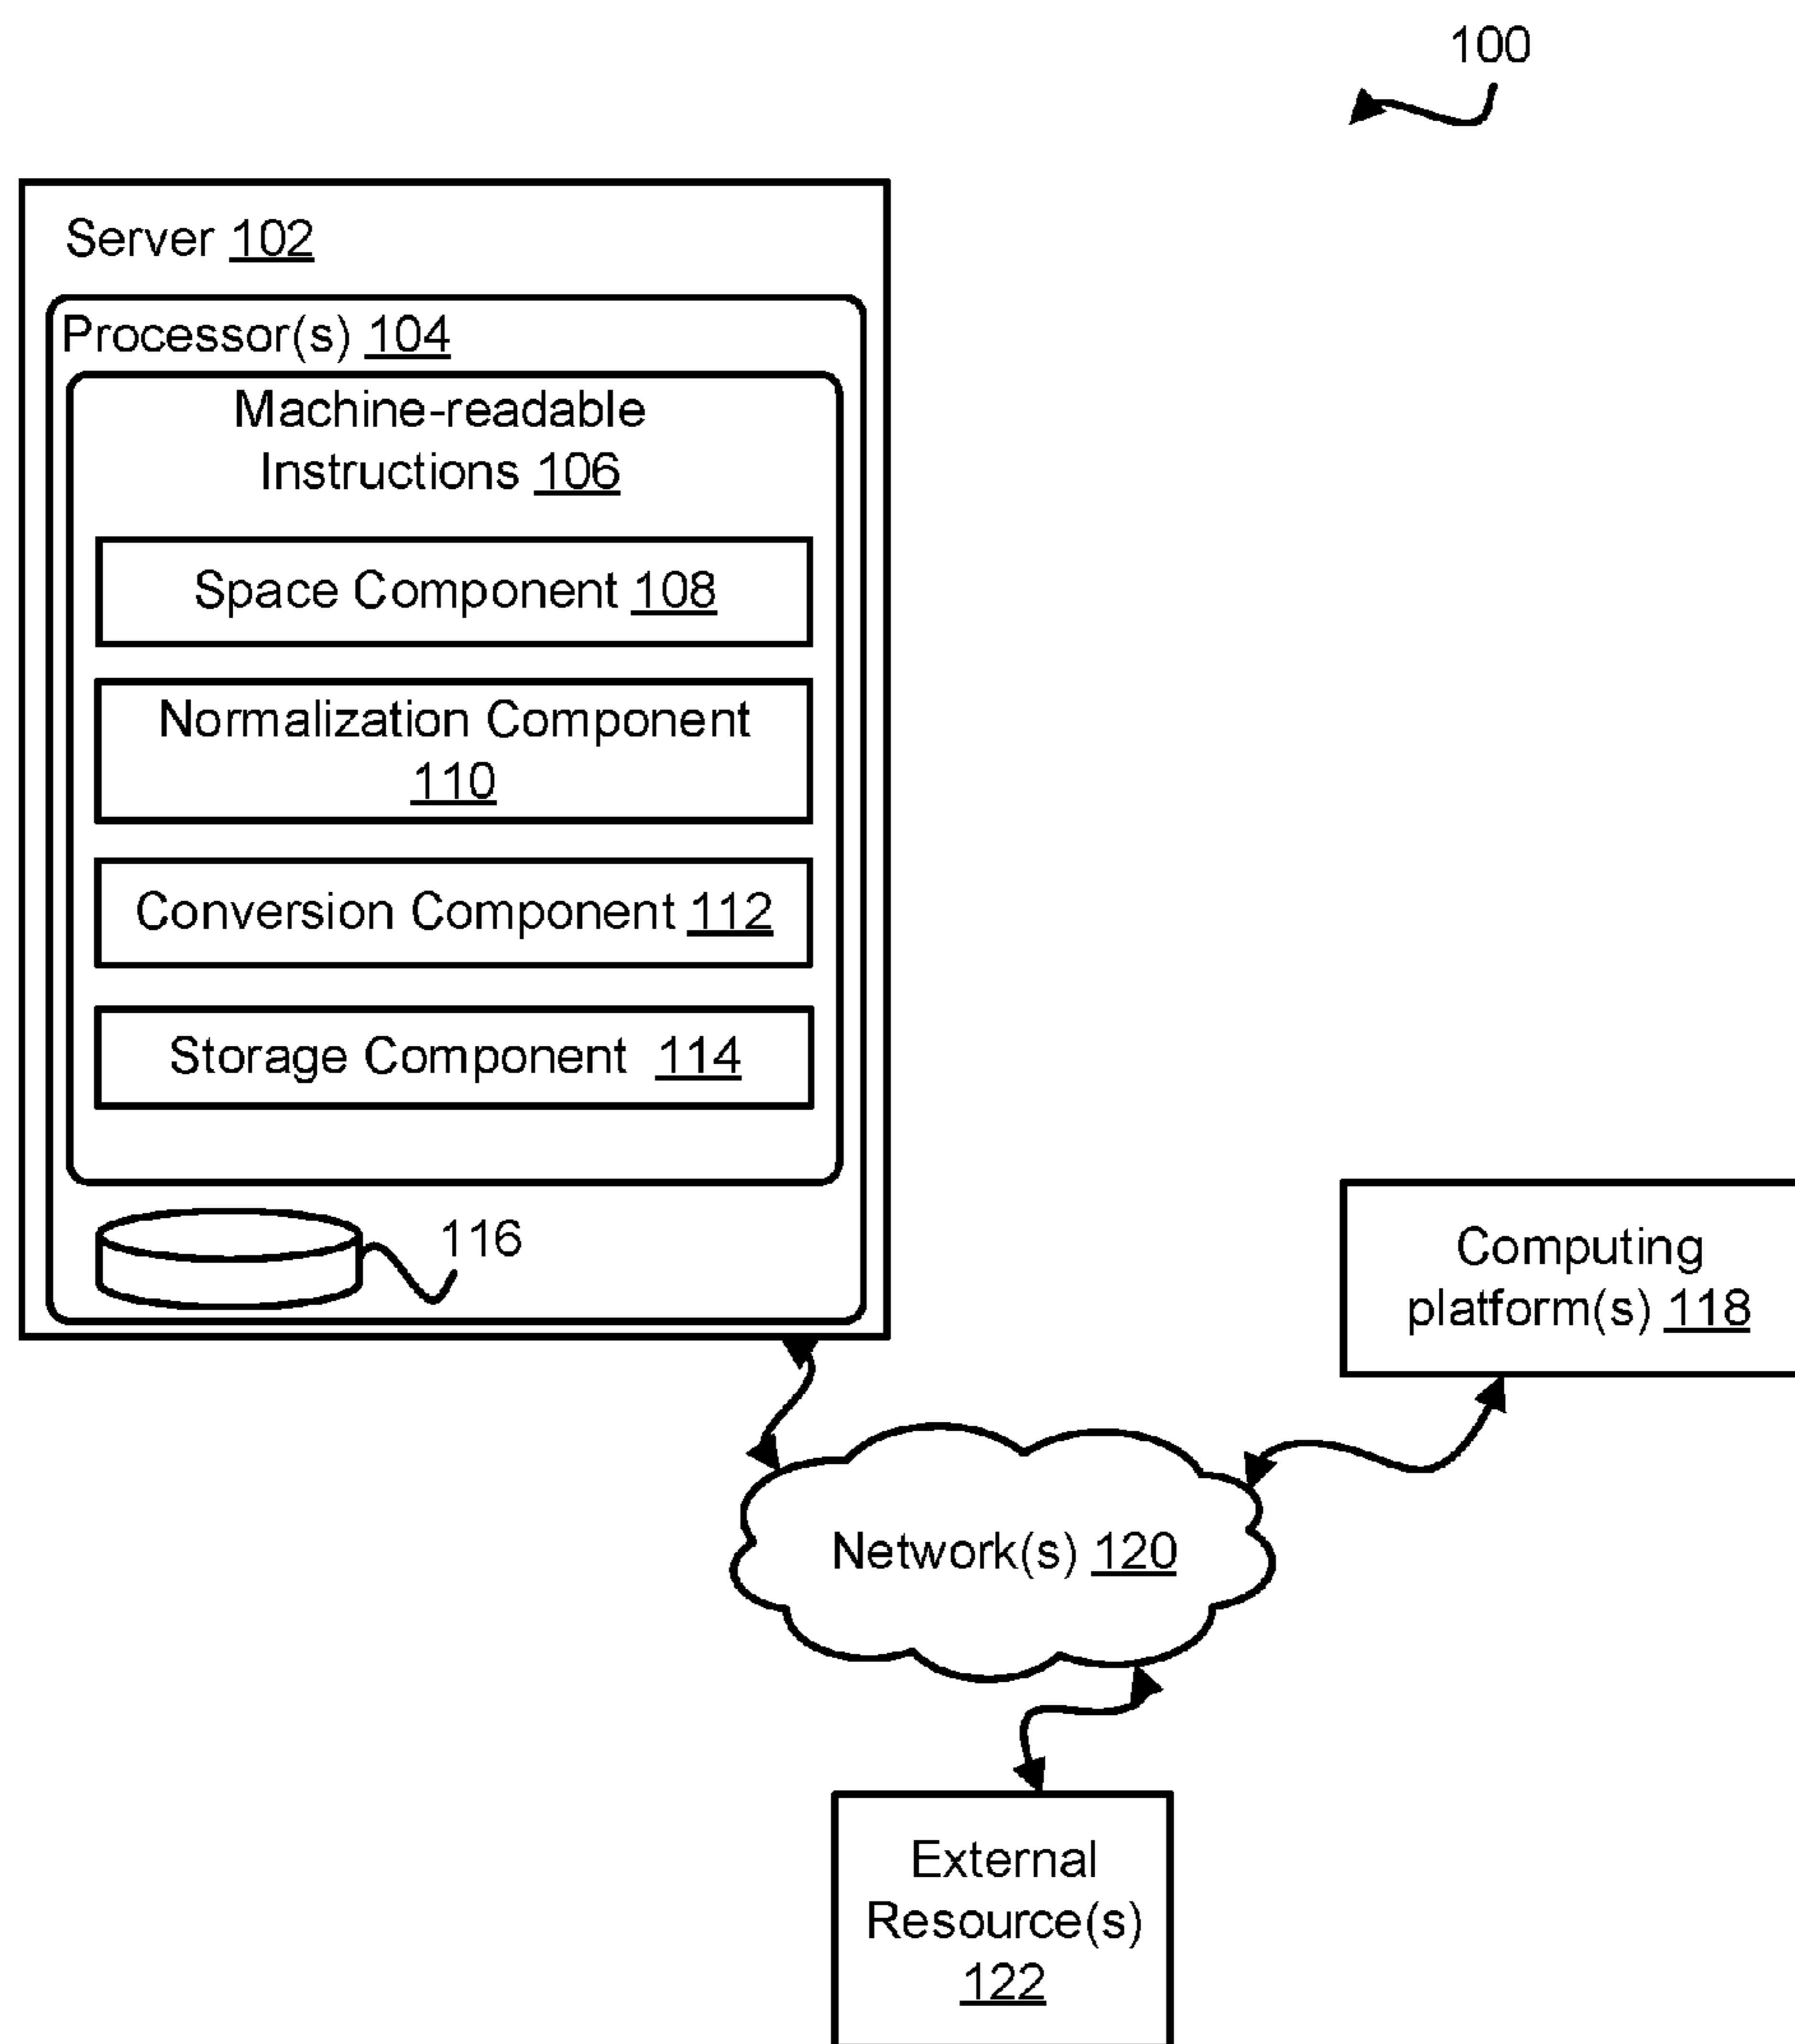 100
Server 102
Processor(s) 104
Machine-readable
Instructions 106
Space Component 108
Normalization Component
110
Conversion Component 112
Storage Component 114
116
Computing
platform(s) 118
Network(s) 120
External
Resource(s)
122